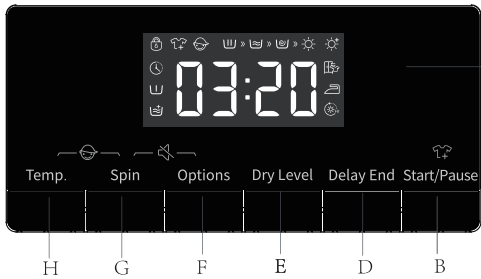 03:20
Temp. Spin Options Dry Level Delay End Start/Pause
H G F E D B